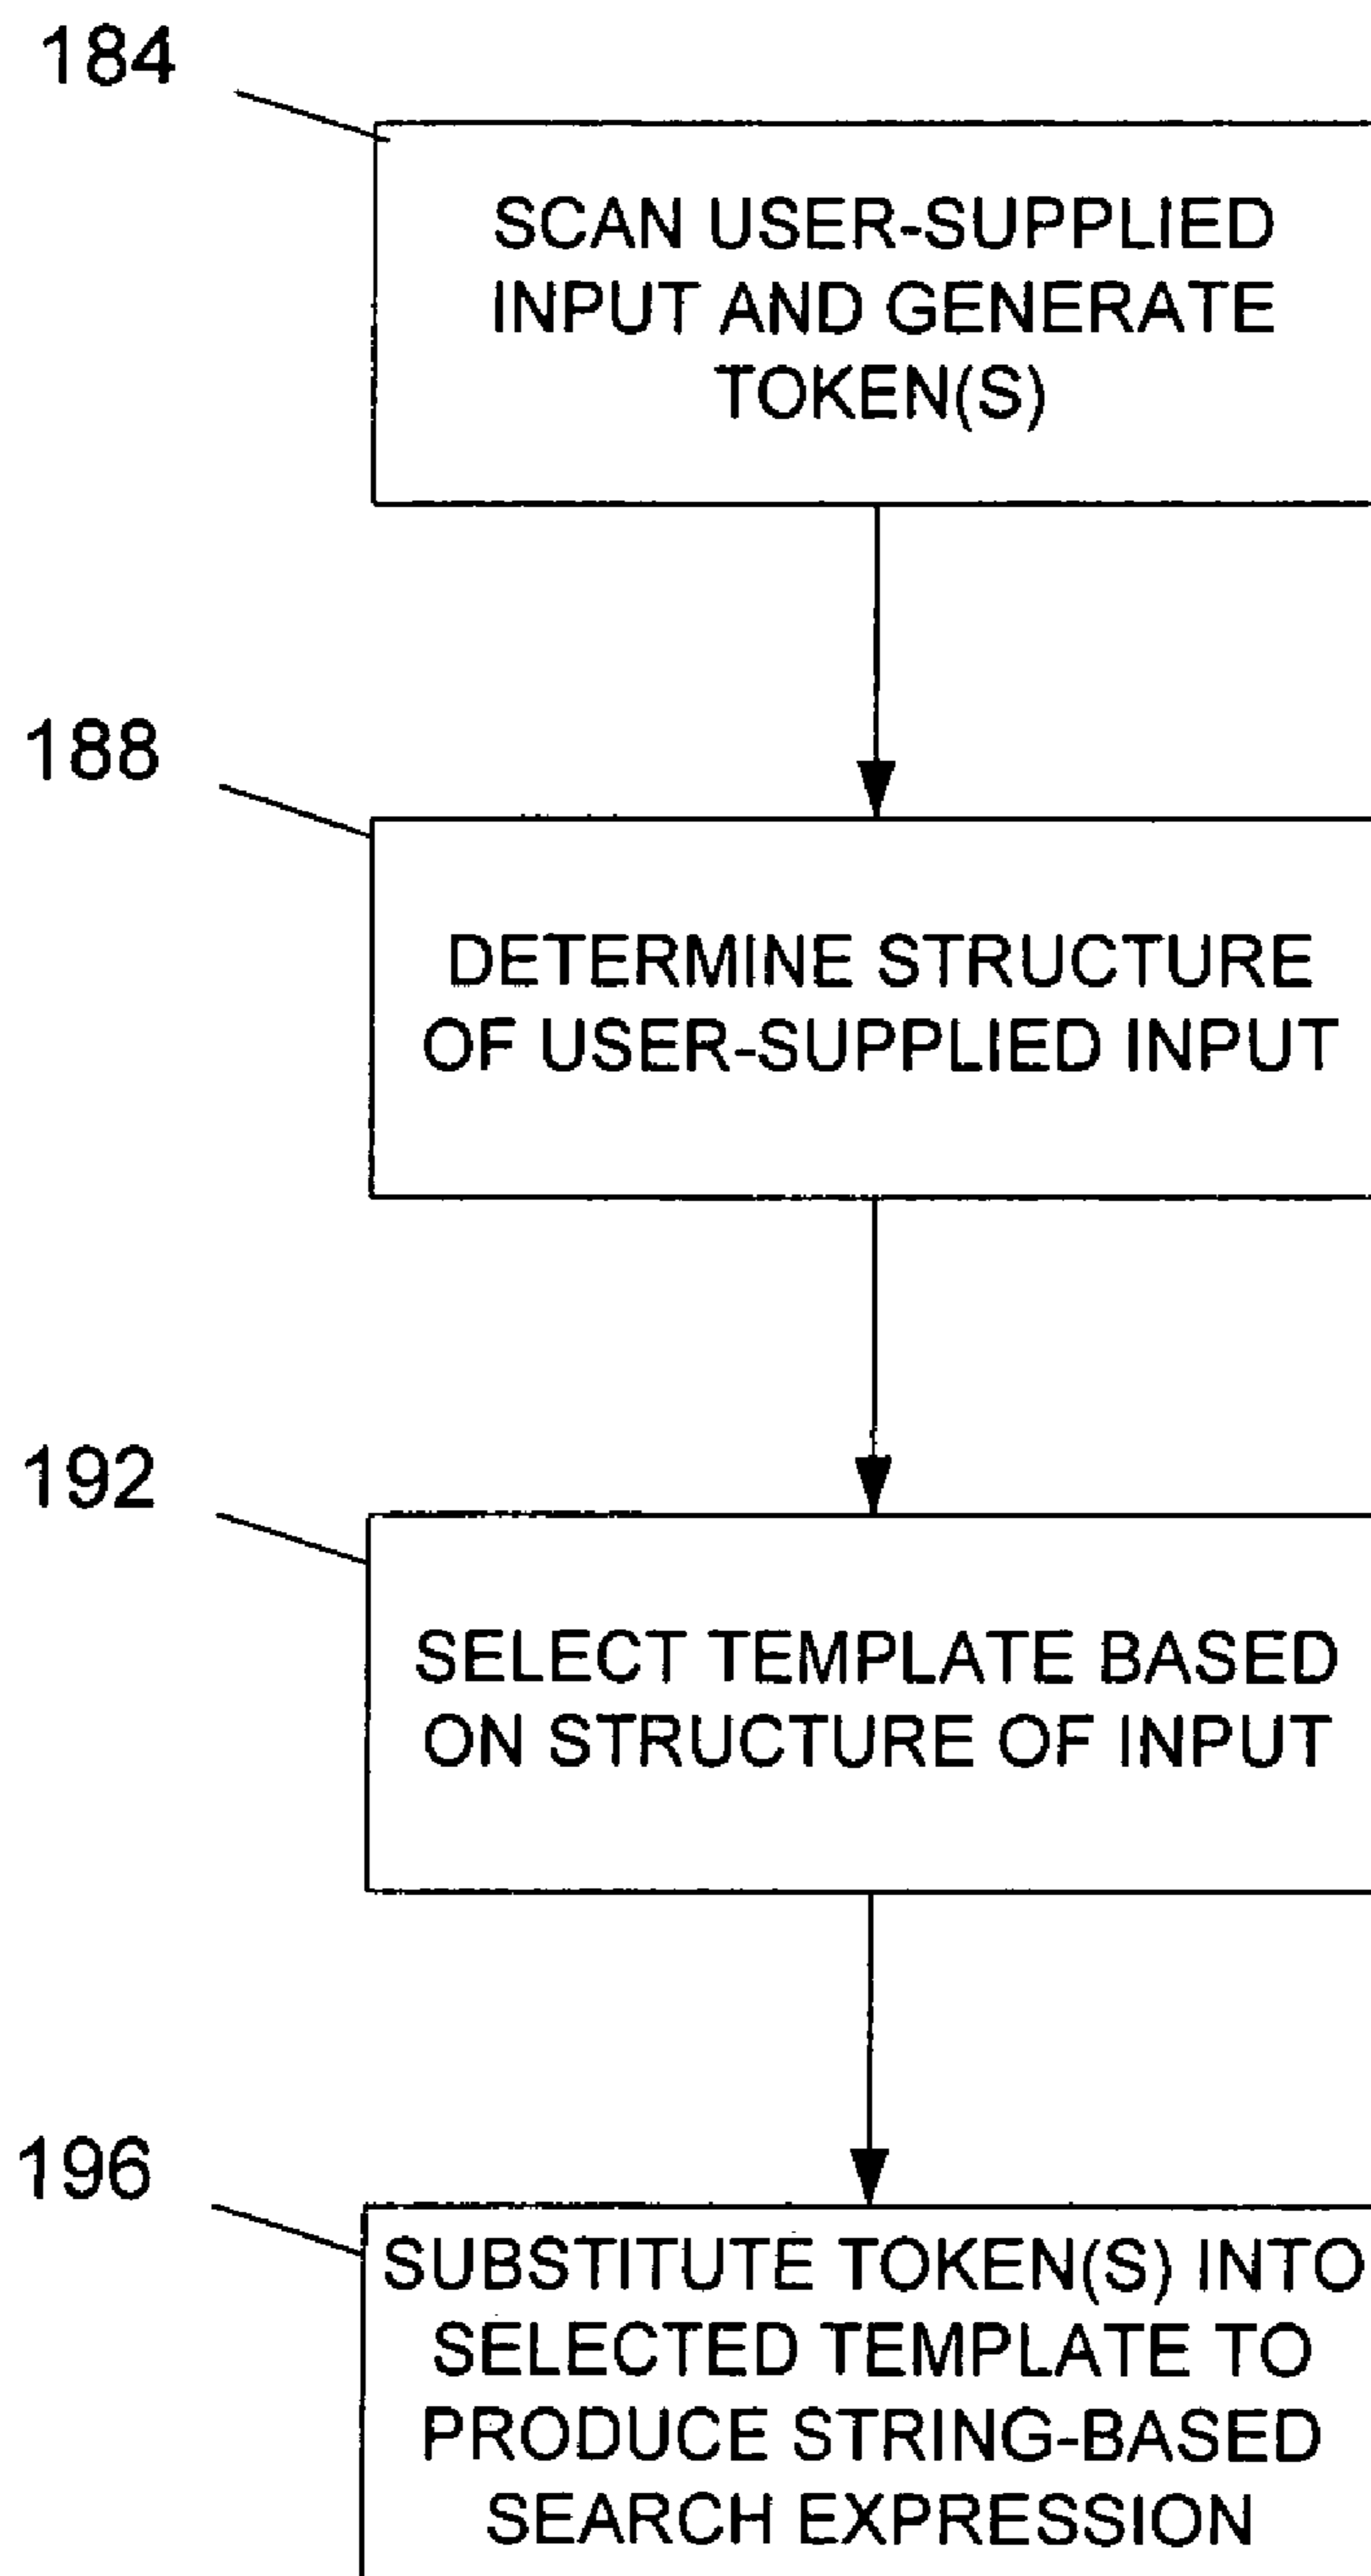 184
SCAN USER-SUPPLIED
INPUT AND GENERATE
TOKEN(S)
188
DETERMINE STRUCTURE
OF USER-SUPPLIED INPUT
192
SELECT TEMPLATE BASED
ON STRUCTURE OF INPUT
196
SUBSTITUTE TOKEN(S) INTO
SELECTED TEMPLATE TO
PRODUCE STRING-BASED
SEARCH EXPRESSION